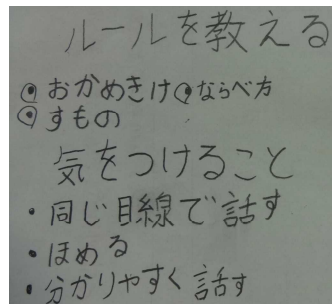 ルールを教える
おかめきけ ならべ方
すもの
気をつけること
・同じ目線で話す
・ほめる
・分かりやすく話す